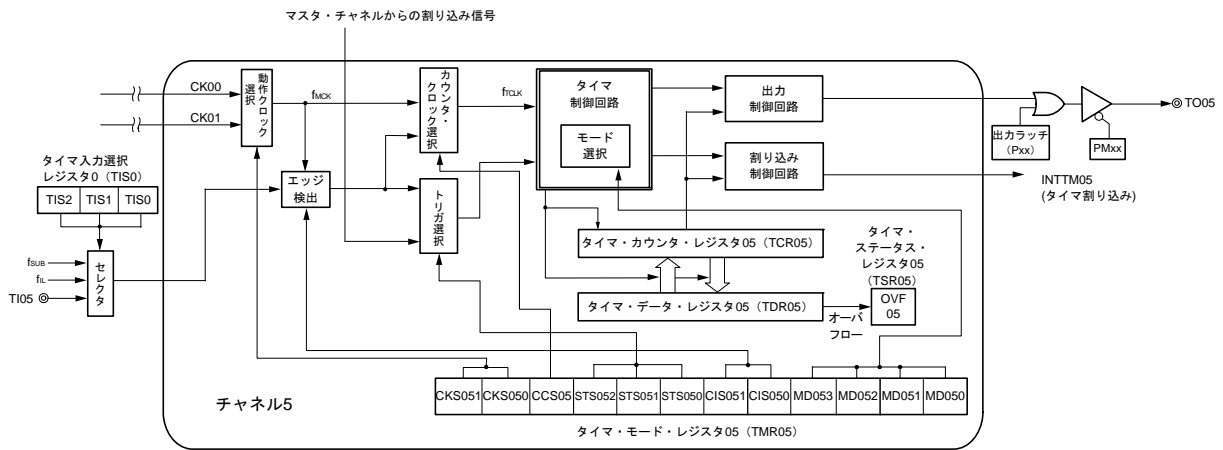 マスタ・チャネルからの割り込み信号
CK00
CK01
動作クロック
選択
fMCK
カウンタ・
クロック選択
fTCLK
タイマ
制御回路
モード
選択
出力
制御回路
割り込み
制御回路
出力ラッチ
(Pxx)
PMxx
TO05
INTTM05
(タイマ割り込み)
タイマ入力選択
レジスタ0（TIS0）
TIS2 TIS1 TIS0
エッジ
検出
トリガ選択
fSUB
fIL
TI05
セレクタ
タイマ・カウンタ・レジスタ05（TCR05）
タイマ・データ・レジスタ05（TDR05）
オーバ
フロー
タイマ・
ステータス・
レジスタ05
(TSR05)
OVF
05
チャネル5
CKS051 CKS050 CCS05 STS052 STS051 STS050 CIS051 CIS050 MD053 MD052 MD051 MD050
タイマ・モード・レジスタ05（TMR05）